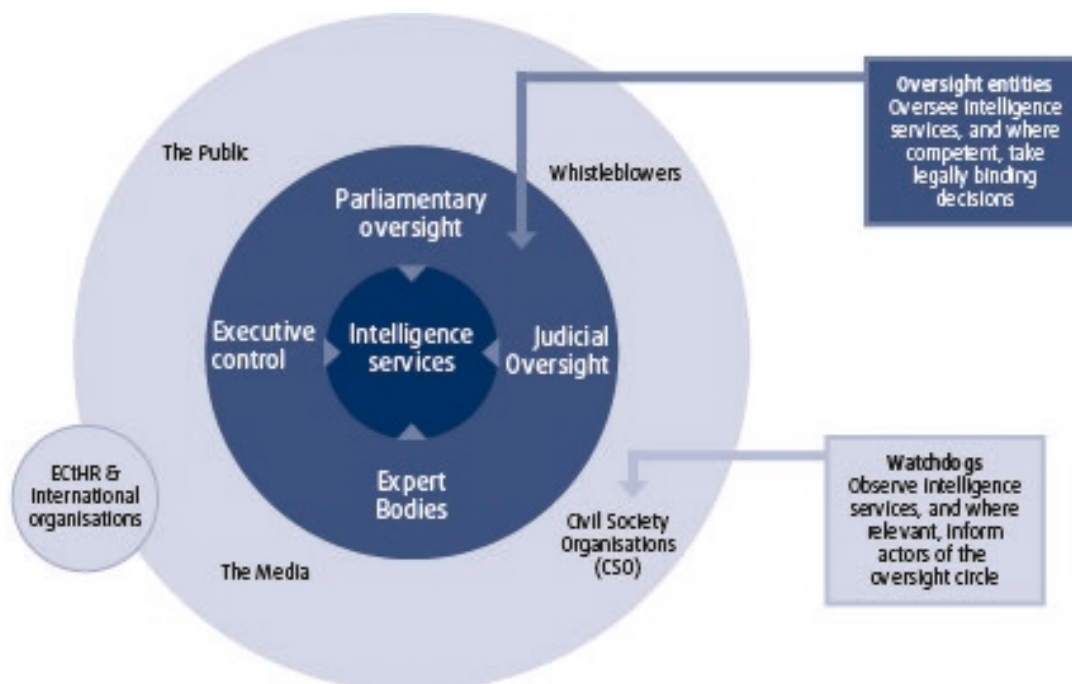 The Public
Whistleblowers
Parliamentary
oversight
Executive
control
Intelligence
services
Judicial
Oversight
Expert
Bodies
ECtHR &
International
organisations
The Media
Civil Society
Organisations
(CSO)
Oversight entities
Oversee intelligence
services, and where
competent, take
legally binding
decisions
Watchdogs
Observe intelligence
services, and where
relevant, inform
actors of the
oversight circle